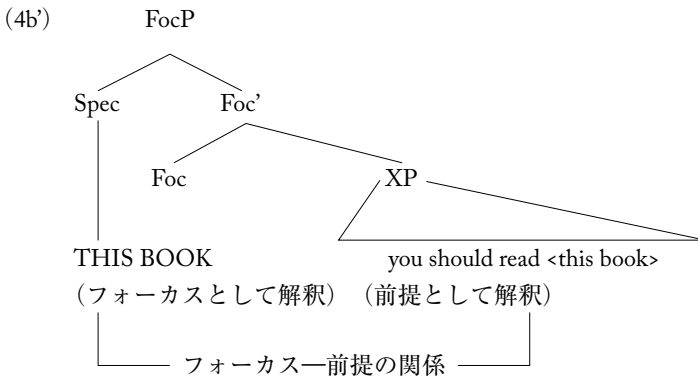 (4b’) FocP
Spec Foc’
Foc XP
THIS BOOK you should read <this book>
（フォーカスとして解釈）（前提として解釈）
フォーカス—前提の関係